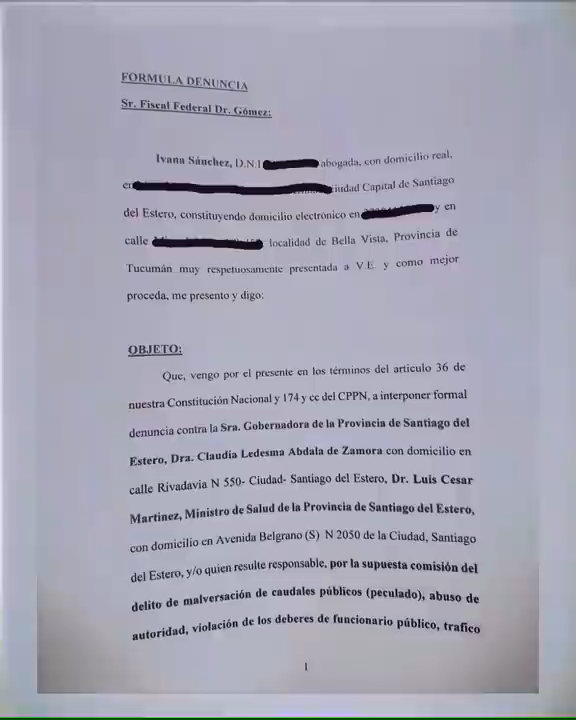 FORMULA DENUNCIA
Sr. Fiscal Federal Dr. Gómez:
Ivana Sánchez, D.N.I abogada, con domicilio real,
en ciudad Capital de Santiago
del Estero, constituyendo domicilio electrónico en y en
calle localidad de Bella Vista, Provincia de
Tucumán muy respetuosamente presentada a V.E. y como mejor
proceda, me presento y digo:
OBJETO:
Que, vengo por el presente en los términos del articulo 36 de
nuestra Constitución Nacional y 174 y cc del CPPN, a interponer formal
denuncia contra la Sra. Gobernadora de la Provincia de Santiago del
Estero, Dra. Claudia Ledesma Abdala de Zamora con domicilio en
calle Rivadavia N 550- Ciudad- Santiago del Estero, Dr. Luis Cesar
Martinez, Ministro de Salud de la Provincia de Santiago del Estero,
con domicilio en Avenida Belgrano (S) N 2050 de la Ciudad, Santiago
del Estero, y/o quien resulte responsable, por la supuesta comisión del
delito de malversación de caudales públicos (peculado), abuso de
autoridad, violación de los deberes de funcionario público, trafico
1